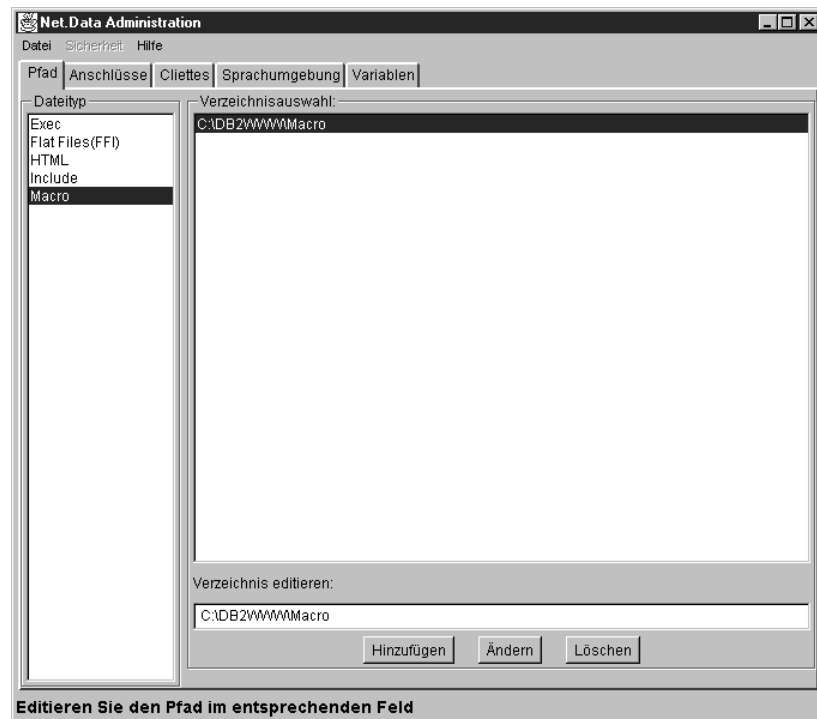 Net.Data Administration
Datei Sicherheit Hilfe
Pfad Anschlüsse Cliettes Sprachumgebung Variablen
Dateityp
Exec
Flat Files(FFI)
HTML
Include
Macro
Verzeichnisauswahl:
C:\DB2WWW\Macro
Verzeichnis editieren:
C:\DB2WWW\Macro
Hinzufügen Ändern Löschen
Editieren Sie den Pfad im entsprechenden Feld